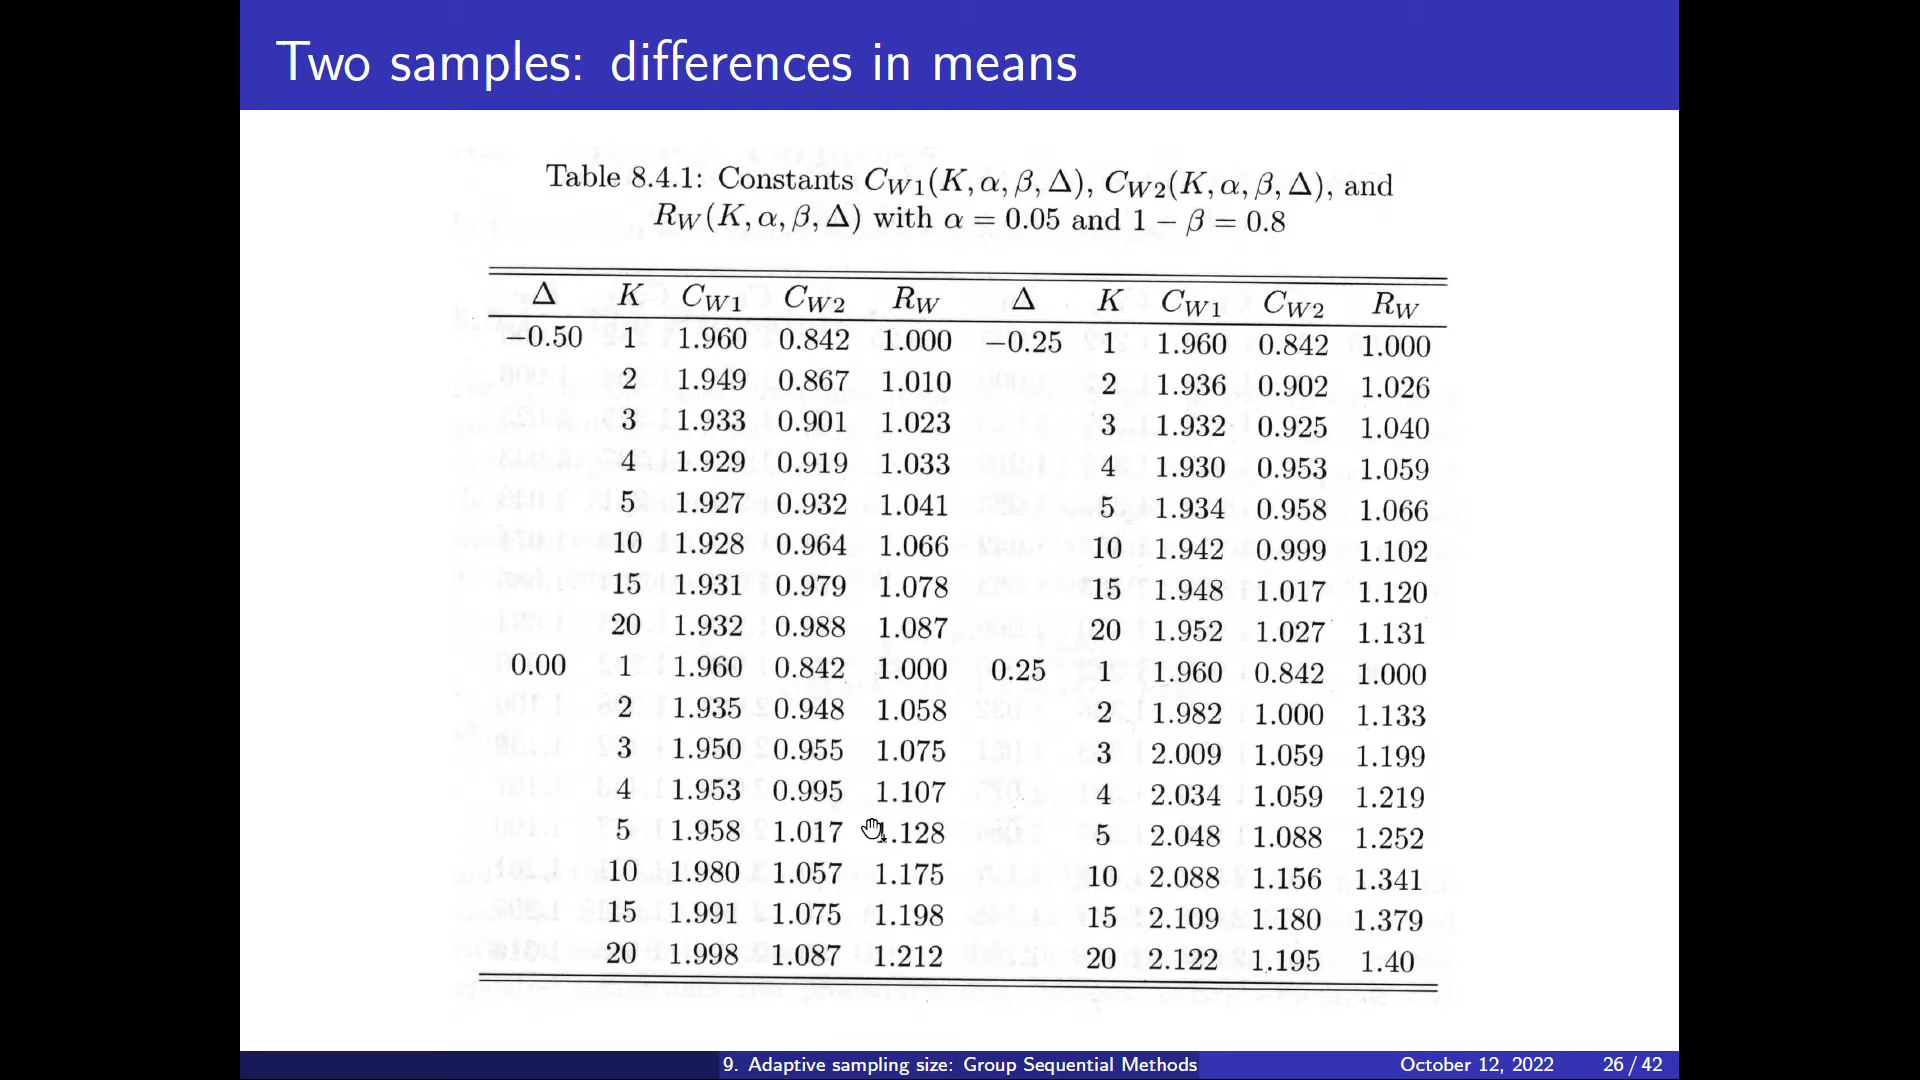 Two samples: differences in means
Table 8.4.1: Constants C_{W1}(K, α, β, Δ), C_{W2}(K, α, β, Δ), and
R_W(K, α, β, Δ) with α = 0.05 and 1 − β = 0.8
Δ K C_{W1} C_{W2} R_W Δ K C_{W1} C_{W2} R_W
−0.50 1 1.960 0.842 1.000 −0.25 1 1.960 0.842 1.000
2 1.949 0.867 1.010 2 1.936 0.902 1.026
3 1.933 0.901 1.023 3 1.932 0.925 1.040
4 1.929 0.919 1.033 4 1.930 0.953 1.059
5 1.927 0.932 1.041 5 1.934 0.958 1.066
10 1.928 0.964 1.066 10 1.942 0.999 1.102
15 1.931 0.979 1.078 15 1.948 1.017 1.120
20 1.932 0.988 1.087 20 1.952 1.027 1.131
0.00 1 1.960 0.842 1.000 0.25 1 1.960 0.842 1.000
2 1.935 0.948 1.058 2 1.982 1.000 1.133
3 1.950 0.955 1.075 3 2.009 1.059 1.199
4 1.953 0.995 1.107 4 2.034 1.059 1.219
5 1.958 1.017 1.128 5 2.048 1.088 1.252
10 1.980 1.057 1.175 10 2.088 1.156 1.341
15 1.991 1.075 1.198 15 2.109 1.180 1.379
20 1.998 1.087 1.212 20 2.122 1.195 1.40
9. Adaptive sampling size: Group Sequential Methods October 12, 2022 26 / 42